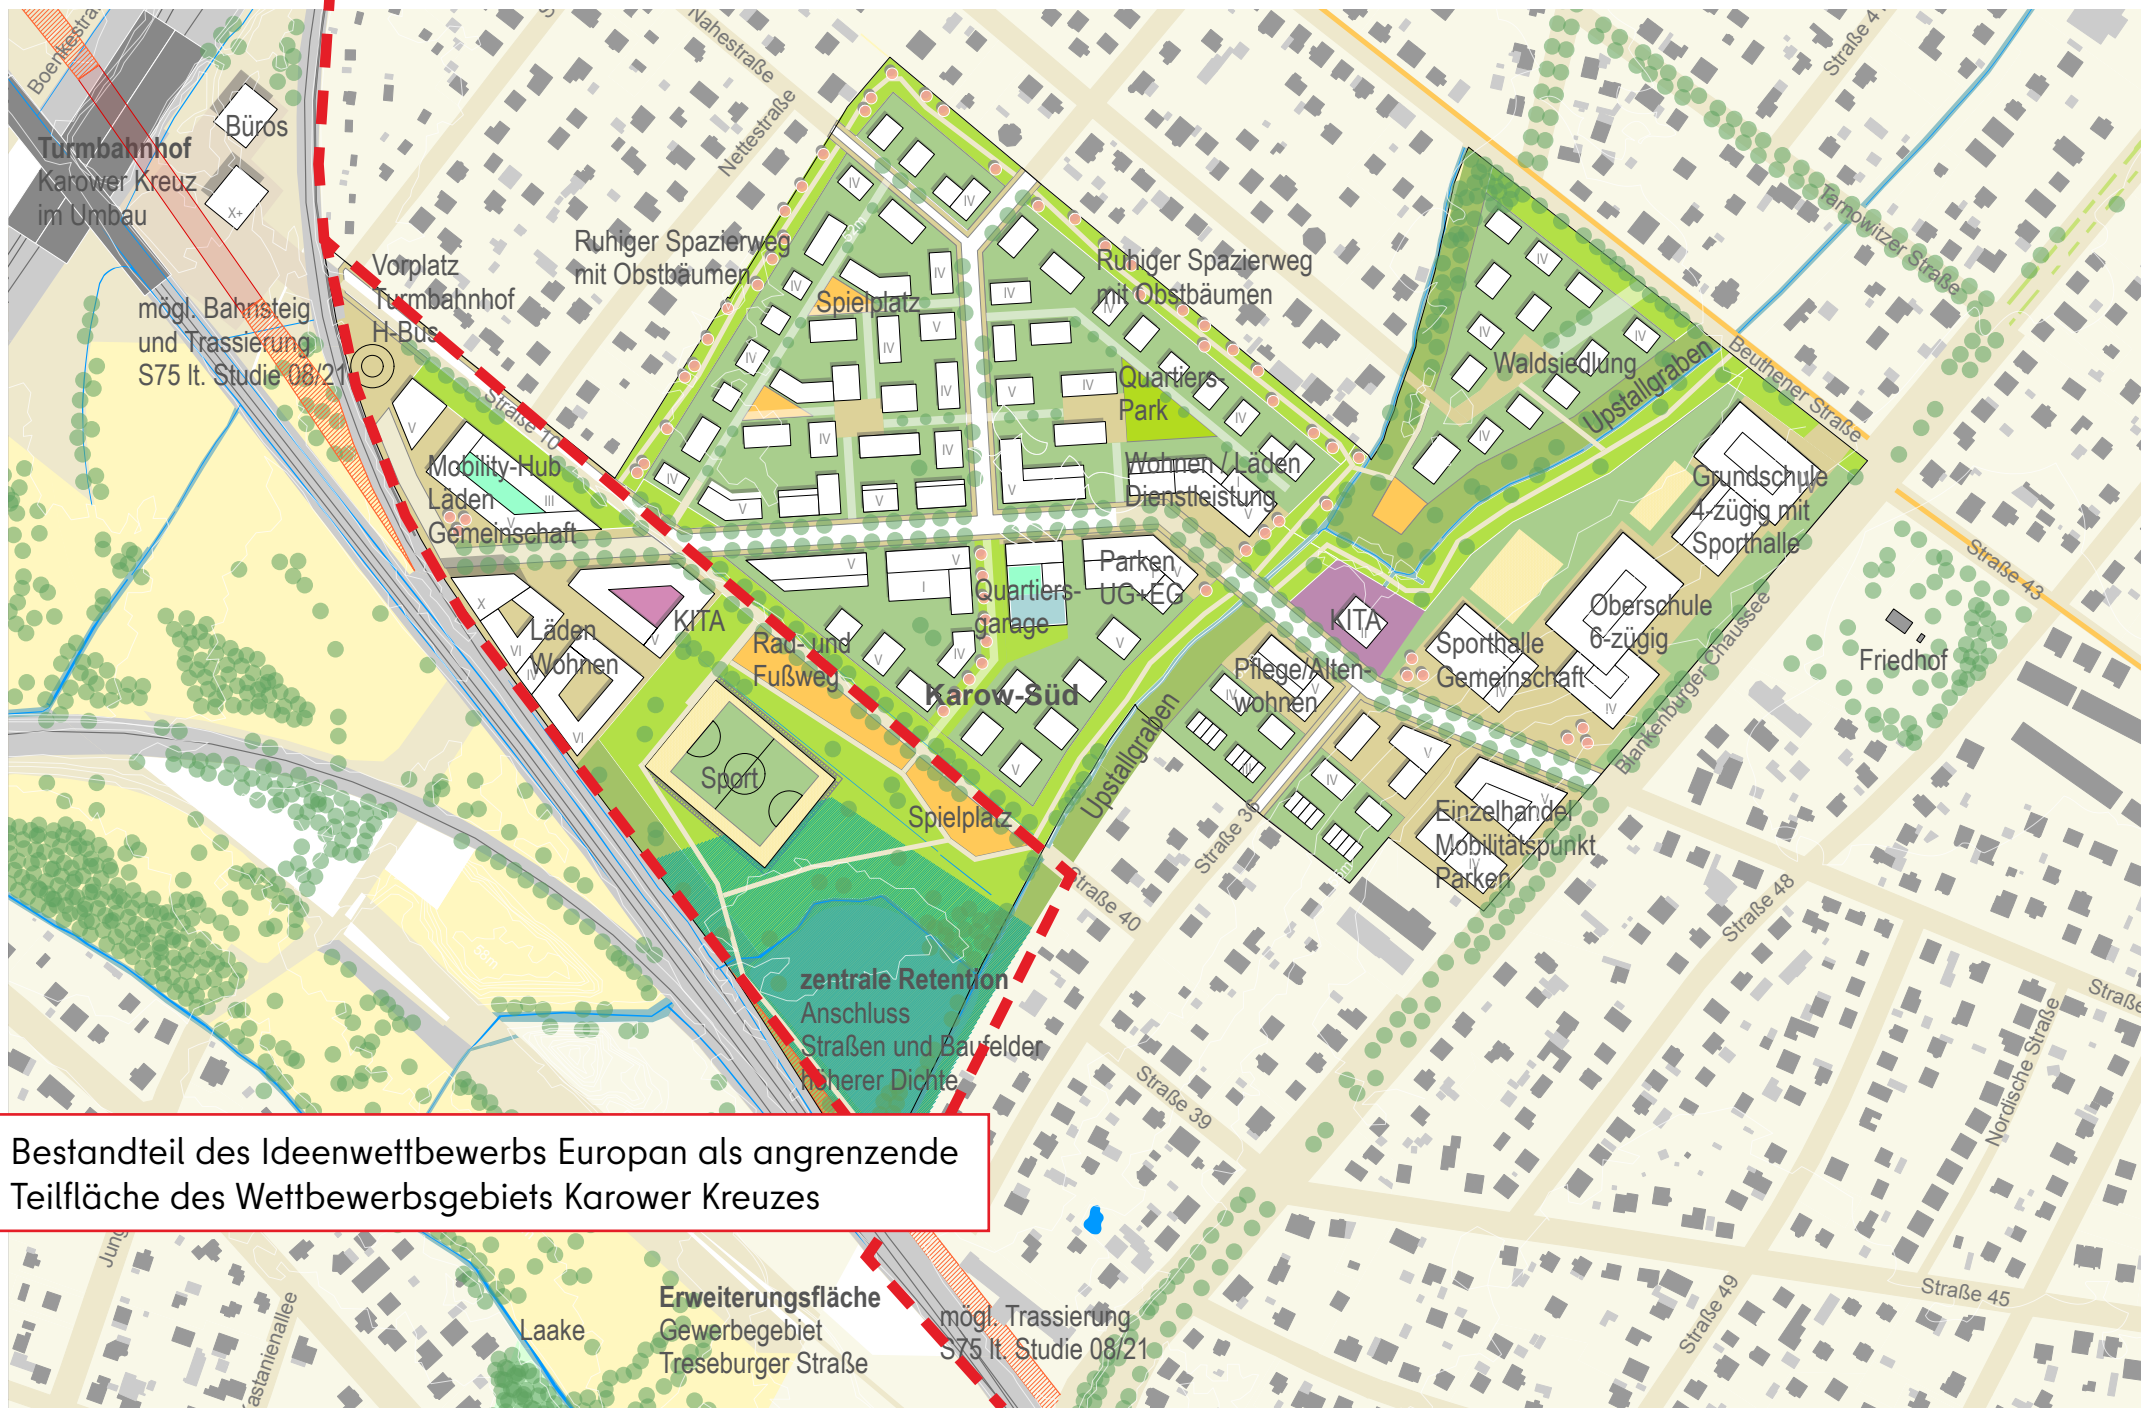 Boenkestraße
Nahestraße
Straße 4
Büros
Turmbahnhof
Karower Kreuz
im Umbau
X+
Nettestraße
Tarnowitzer Straße
Vorplatz
Turmbahnhof
H-Bus
Ruhiger Spazierweg
mit Obstbäumen
Ruhiger Spazierweg
mit Obstbäumen
mögl. Bahnsteig
und Trassierung
S75 lt. Studie 08/21
Spielplatz
Waldsiedlung
Upstallgraben
Beuthener Straße
Quartiers-
Park
Straße 10
Mobility-Hub
Läden
Gemeinschaft
Wohnen / Läden
Dienstleistung
Grundschule
4-zügig mit
Sporthalle
Straße 43
Parken
UG+EG
Quartiers-
garage
KITA
Läden
Wohnen
KITA
Oberschule
6-zügig
Sporthalle
Gemeinschaft
Friedhof
Rad- und
Fußweg
Pflege/Alten-
wohnen
Karow-Süd
Blankenburger Chaussee
Upstallgraben
Sport
Spielplatz
Straße 40
Einzelhandel
Mobilitätspunkt
Parken
Straße 48
zentrale Retention
Anschluss
Straßen und Baufelder
höherer Dichte
Straße
Nordische Straße
Straße 39
Bestandteil des Ideenwettbewerbs Europan als angrenzende
Teilfläche des Wettbewerbsgebiets Karower Kreuzes
Erweiterungsfläche
Gewerbegebiet
Treseburger Straße
Laake
mögl. Trassierung
S75 lt. Studie 08/21
Straße 45
Straße 49